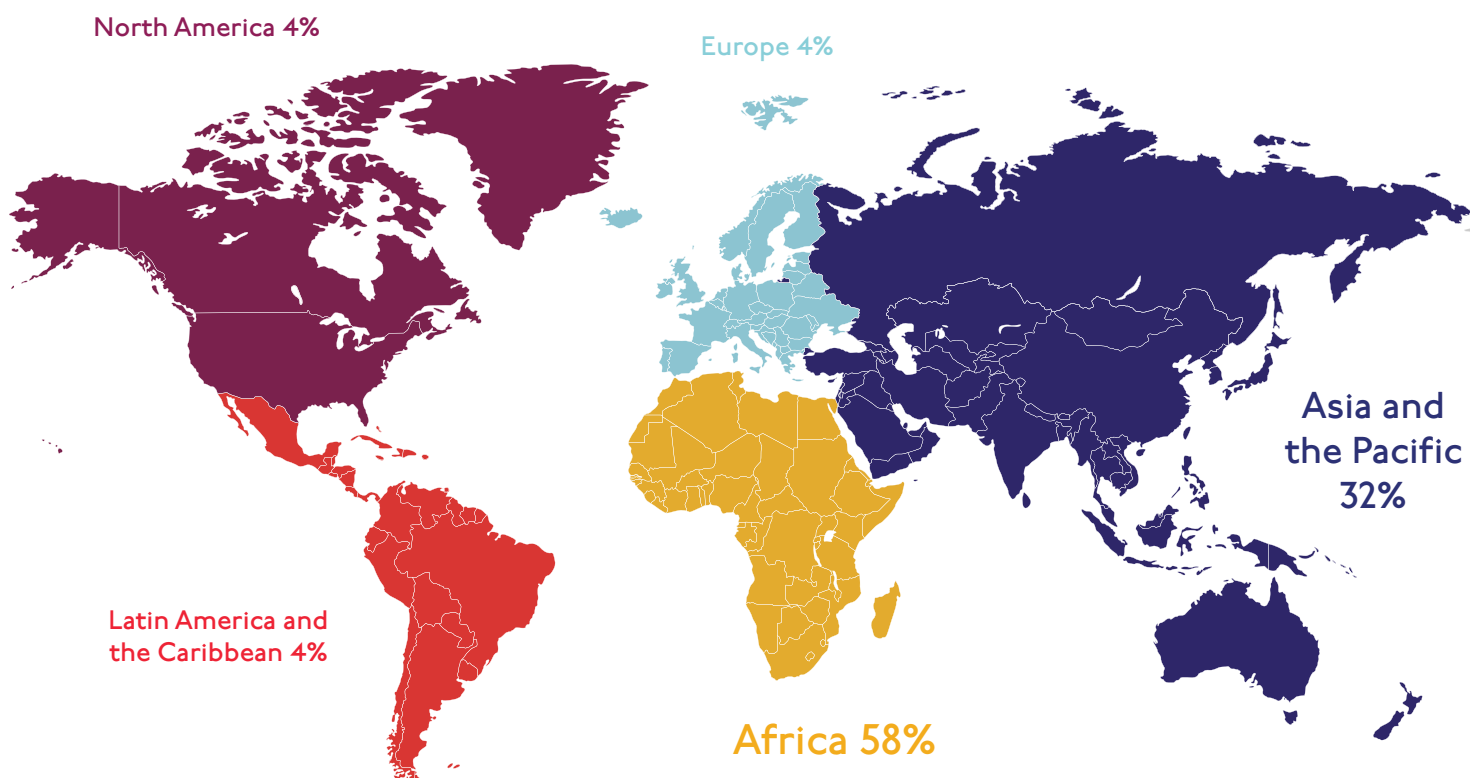 North America 4%
Europe 4%
Asia and
the Pacific
32%
Latin America and
the Caribbean 4%
Africa 58%